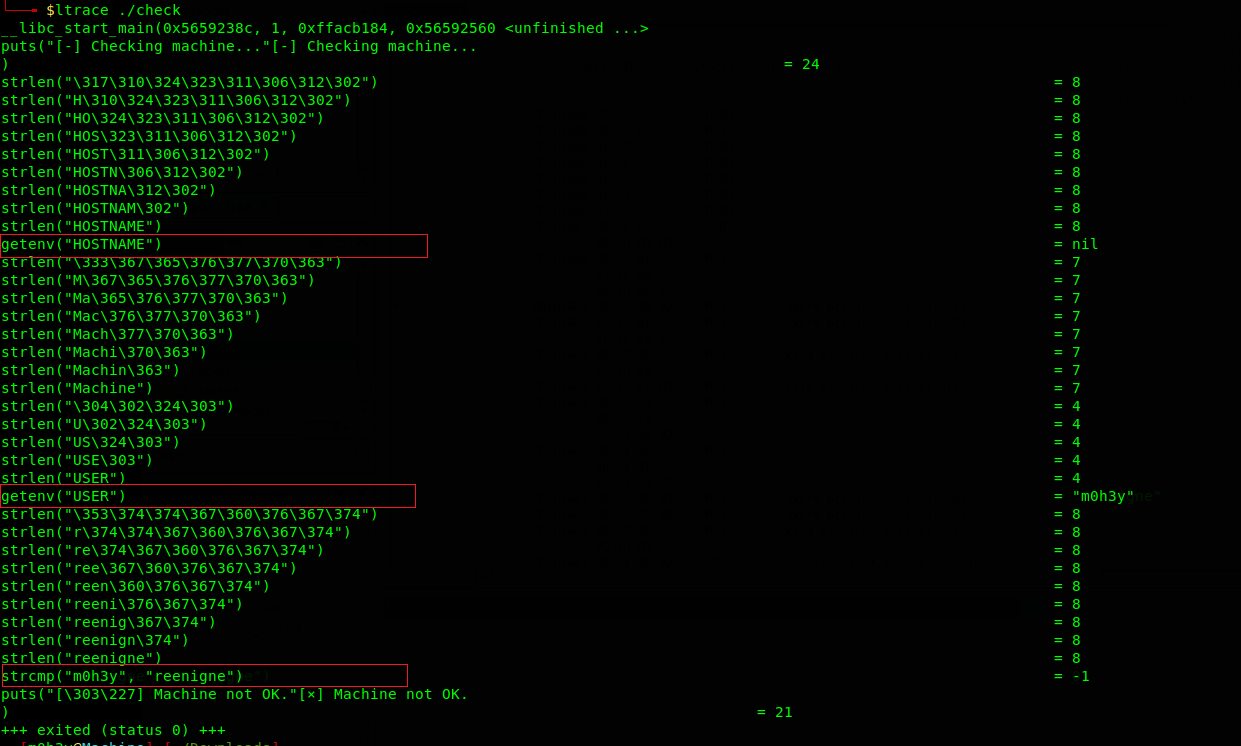 $ltrace ./check
__libc_start_main(0x5659238c, 1, 0xffacb184, 0x56592560 <unfinished ...>
puts("[-] Checking machine..."[-] Checking machine...
) = 24
strlen("\317\310\324\323\311\306\312\302") = 8
strlen("H\310\324\323\311\306\312\302") = 8
strlen("HO\324\323\311\306\312\302") = 8
strlen("HOS\323\311\306\312\302") = 8
strlen("HOST\311\306\312\302") = 8
strlen("HOSTN\306\312\302") = 8
strlen("HOSTNA\312\302") = 8
strlen("HOSTNAM\302") = 8
strlen("HOSTNAME") = 8
getenv("HOSTNAME") = nil
strlen("\333\367\365\376\377\370\363") = 7
strlen("M\367\365\376\377\370\363") = 7
strlen("Ma\365\376\377\370\363") = 7
strlen("Mac\376\377\370\363") = 7
strlen("Mach\377\370\363") = 7
strlen("Machi\370\363") = 7
strlen("Machin\363") = 7
strlen("Machine") = 7
strlen("\304\302\324\303") = 4
strlen("U\302\324\303") = 4
strlen("US\324\303") = 4
strlen("USE\303") = 4
strlen("USER") = 4
getenv("USER") = "m0h3y"
strlen("\353\374\374\367\360\376\367\374") = 8
strlen("r\374\374\367\360\376\367\374") = 8
strlen("re\374\367\360\376\367\374") = 8
strlen("ree\367\360\376\367\374") = 8
strlen("reen\360\376\367\374") = 8
strlen("reeni\376\367\374") = 8
strlen("reenig\367\374") = 8
strlen("reenign\374") = 8
strlen("reenigne") = 8
strcmp("m0h3y", "reenigne") = -1
puts("[\303\227] Machine not OK."[×] Machine not OK.
) = 21
+++ exited (status 0) +++